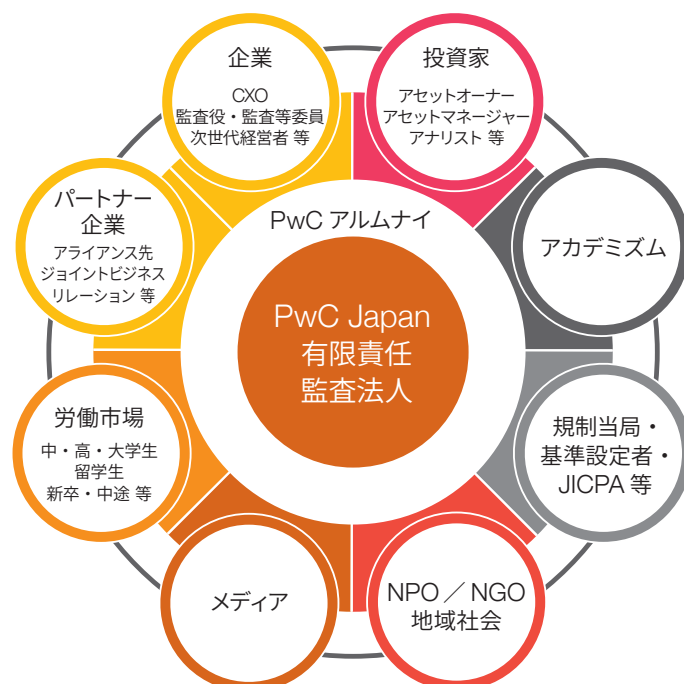 企業
CXO
監査役・監査等委員
次世代経営者 等
投資家
アセットオーナー
アセットマネージャー
アナリスト 等
パートナー
企業
アライアンス先
ジョイントビジネス
リレーション 等
PwC アルムナイ
アカデミズム
PwC Japan
有限責任
監査法人
労働市場
中・高・大学生
留学生
新卒・中途 等
規制当局・
基準設定者・
JICPA 等
メディア
NPO／NGO
地域社会